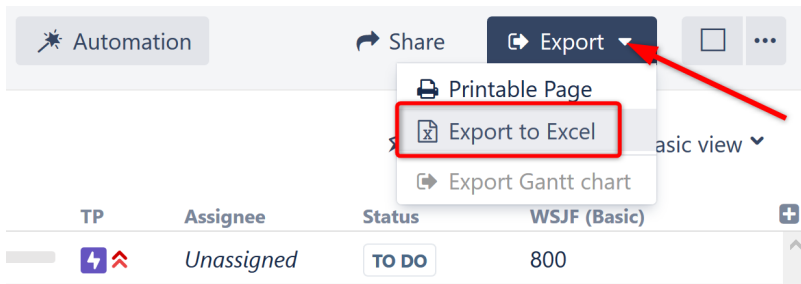 Automation
Share
Export
Printable Page
Export to Excel
asic view
Export Gantt chart
TP Assignee Status WSJF (Basic)
Unassigned TO DO 800